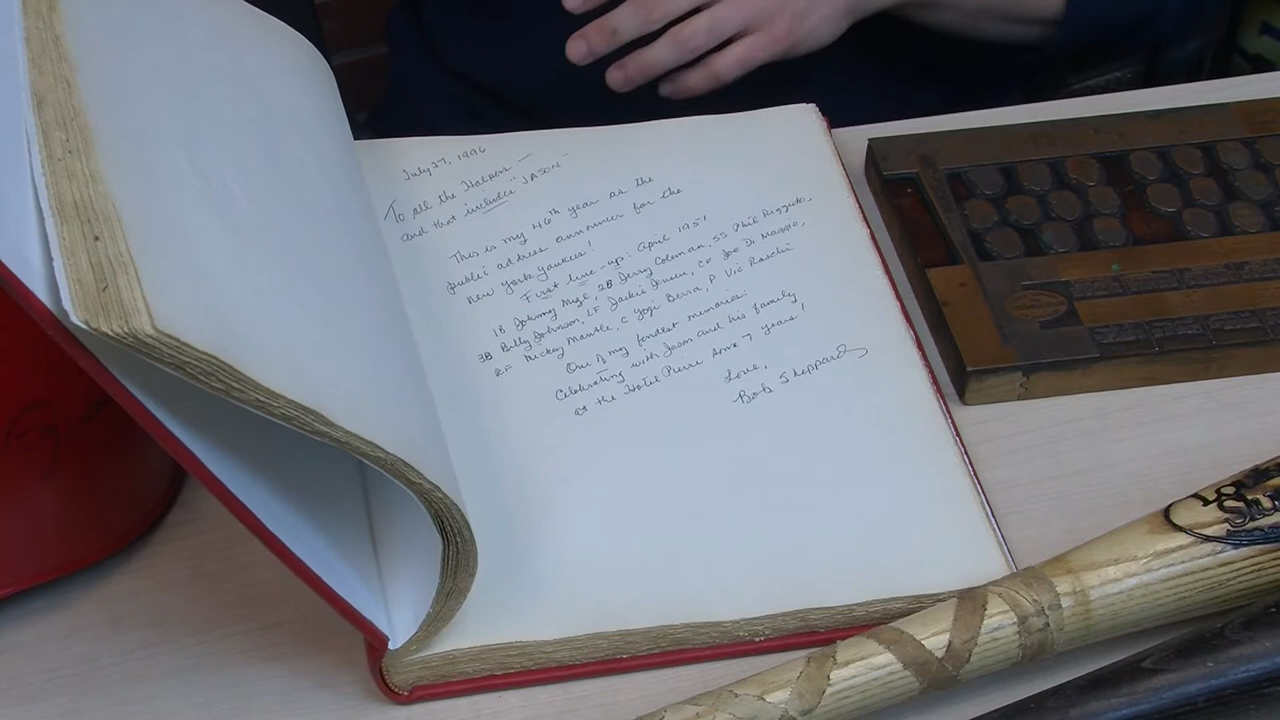 July 27, 1996
To all the Halpers —
and that includes "JASON"
This is my 46th year as the
public address announcer for the
New York Yankees!
First line-up: April 1951
1B Johnny Mize, 2B Jerry Coleman, SS Phil Rizzuto,
3B Billy Johnson, LF Jackie Jensen, CF Joe Di Maggio,
RF Mickey Mantle, C Yogi Berra, P Vic Raschi
One of my fondest memories:
Celebrating with Jason and his family
at the Hotel Pierre some 7 years!
Love,
Bob Sheppard